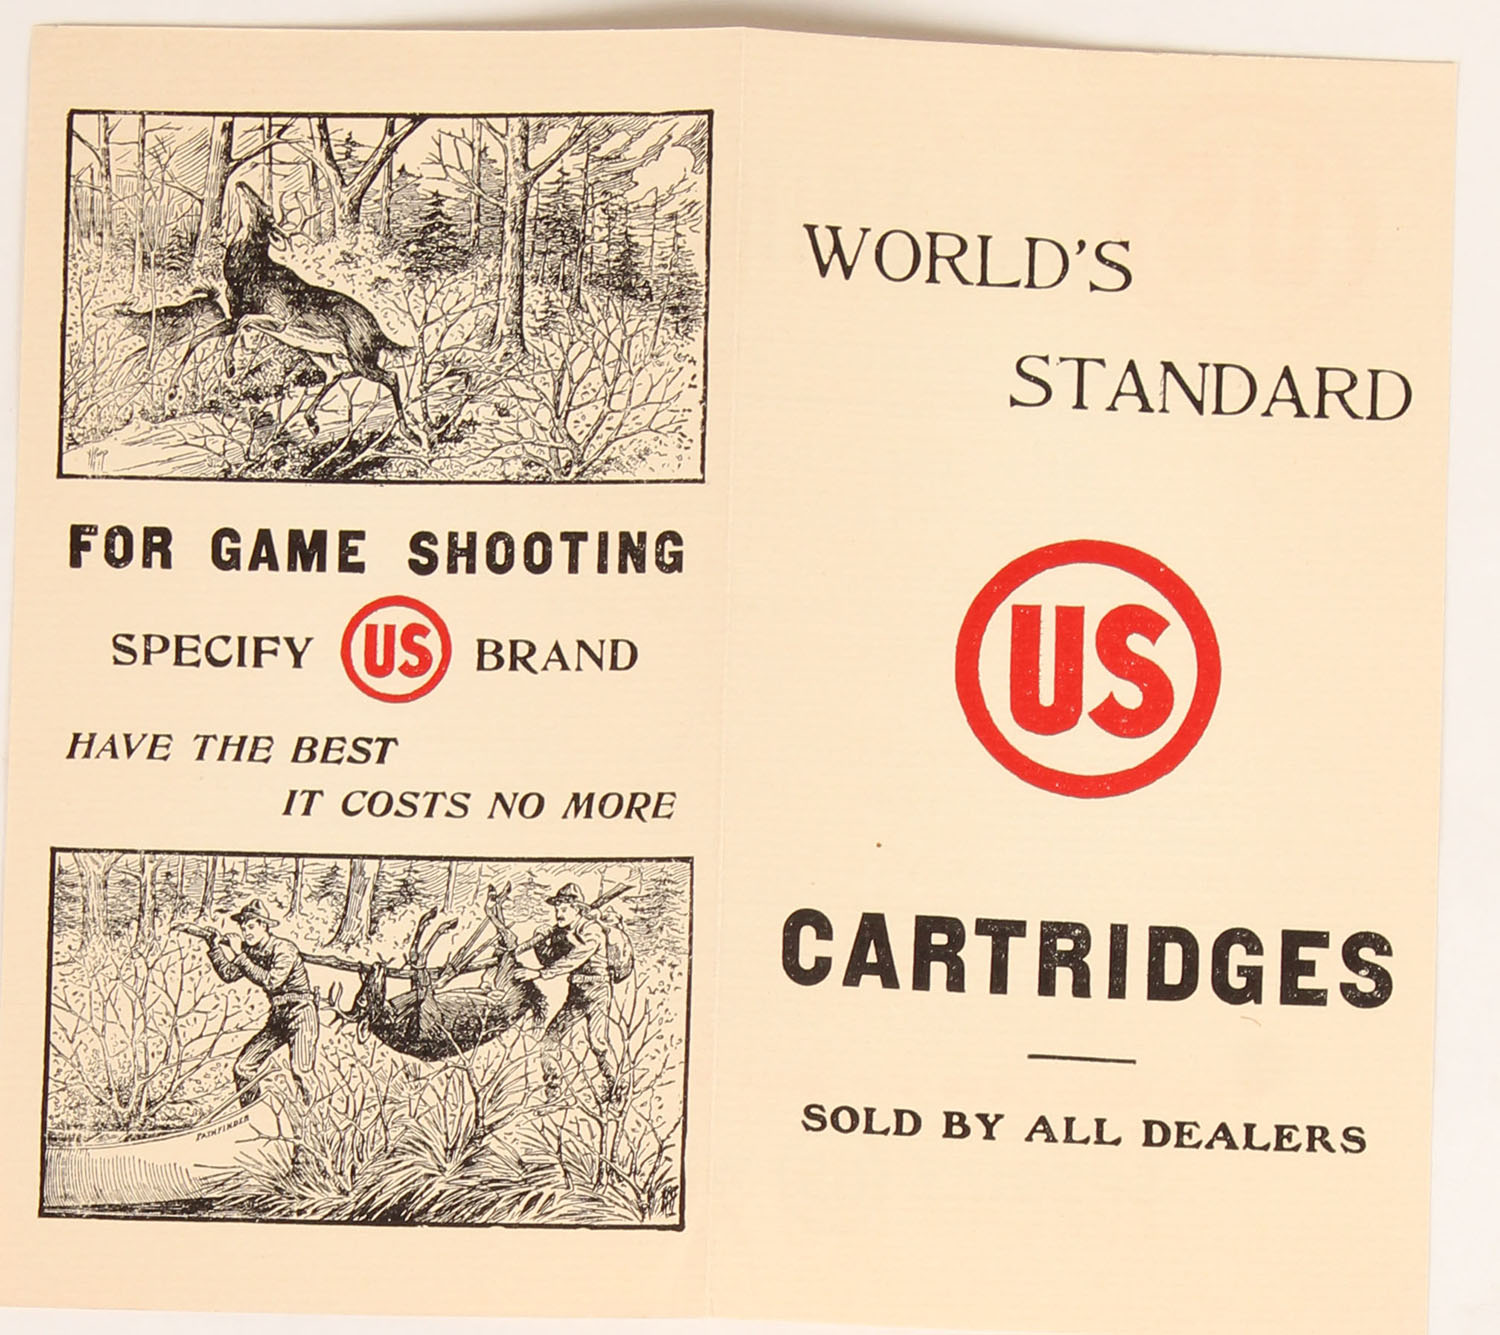 FOR GAME SHOOTING
SPECIFY US BRAND
HAVE THE BEST
IT COSTS NO MORE
PATHFINDER
WORLD'S
STANDARD
US
CARTRIDGES
SOLD BY ALL DEALERS